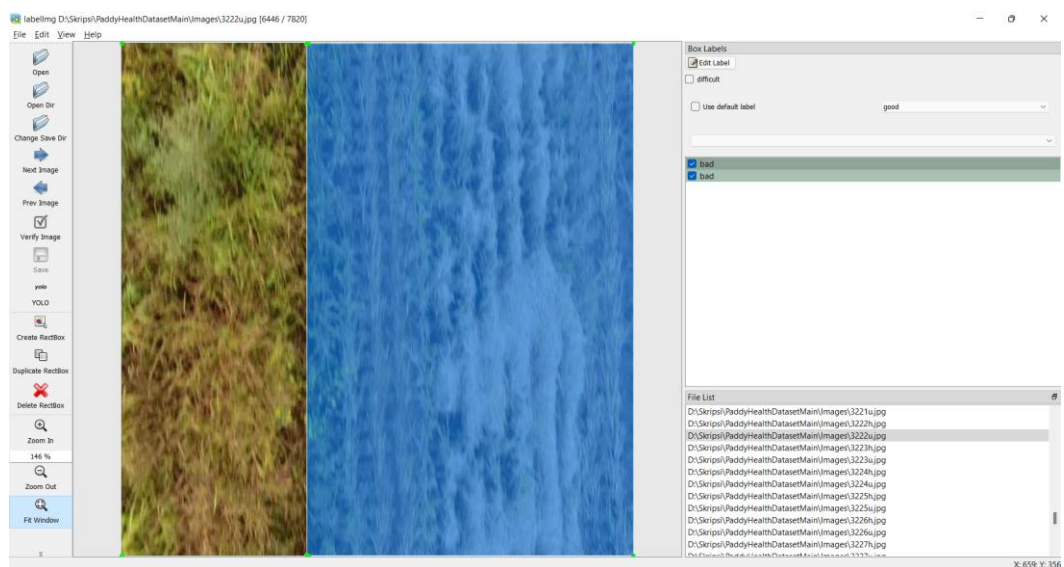 labelImg D:\Skripsi\PaddyHealthDatasetMain\Images\3222u.jpg [6446 / 7820]
File Edit View Help
Open
Open Dir
Change Save Dir
Next Image
Prev Image
Verify Image
Save
yolo
YOLO
Create RectBox
Duplicate RectBox
Delete RectBox
Zoom In
146 %
Zoom Out
Fit Window
Box Labels
Edit Label
difficult
Use default label good
bad
bad
File List
D:\Skripsi\PaddyHealthDatasetMain\Images\3221u.jpg
D:\Skripsi\PaddyHealthDatasetMain\Images\3222h.jpg
D:\Skripsi\PaddyHealthDatasetMain\Images\3222u.jpg
D:\Skripsi\PaddyHealthDatasetMain\Images\3223h.jpg
D:\Skripsi\PaddyHealthDatasetMain\Images\3223u.jpg
D:\Skripsi\PaddyHealthDatasetMain\Images\3224h.jpg
D:\Skripsi\PaddyHealthDatasetMain\Images\3224u.jpg
D:\Skripsi\PaddyHealthDatasetMain\Images\3225h.jpg
D:\Skripsi\PaddyHealthDatasetMain\Images\3225u.jpg
D:\Skripsi\PaddyHealthDatasetMain\Images\3226h.jpg
D:\Skripsi\PaddyHealthDatasetMain\Images\3226u.jpg
D:\Skripsi\PaddyHealthDatasetMain\Images\3227h.jpg
X: 659; Y: 356